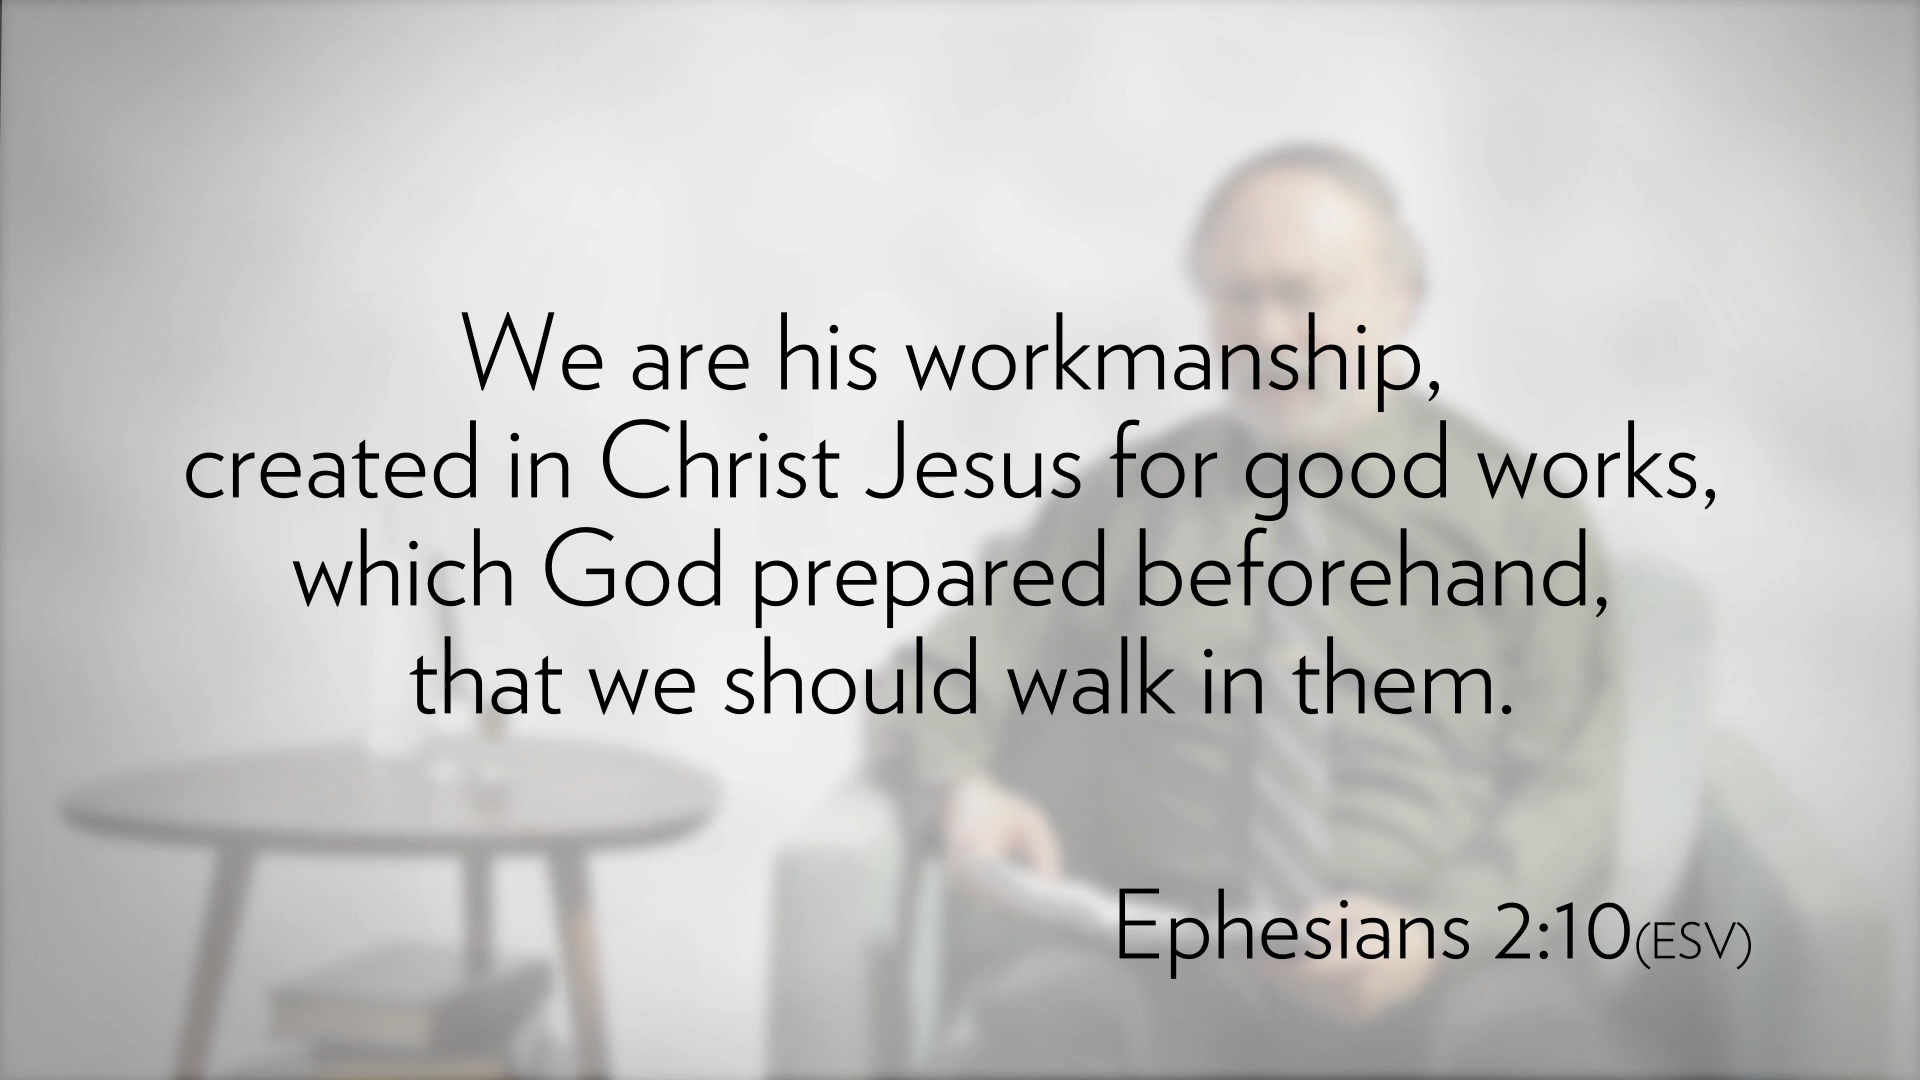 We are his workmanship,
created in Christ Jesus for good works,
which God prepared beforehand,
that we should walk in them.
Ephesians 2:10(ESV)